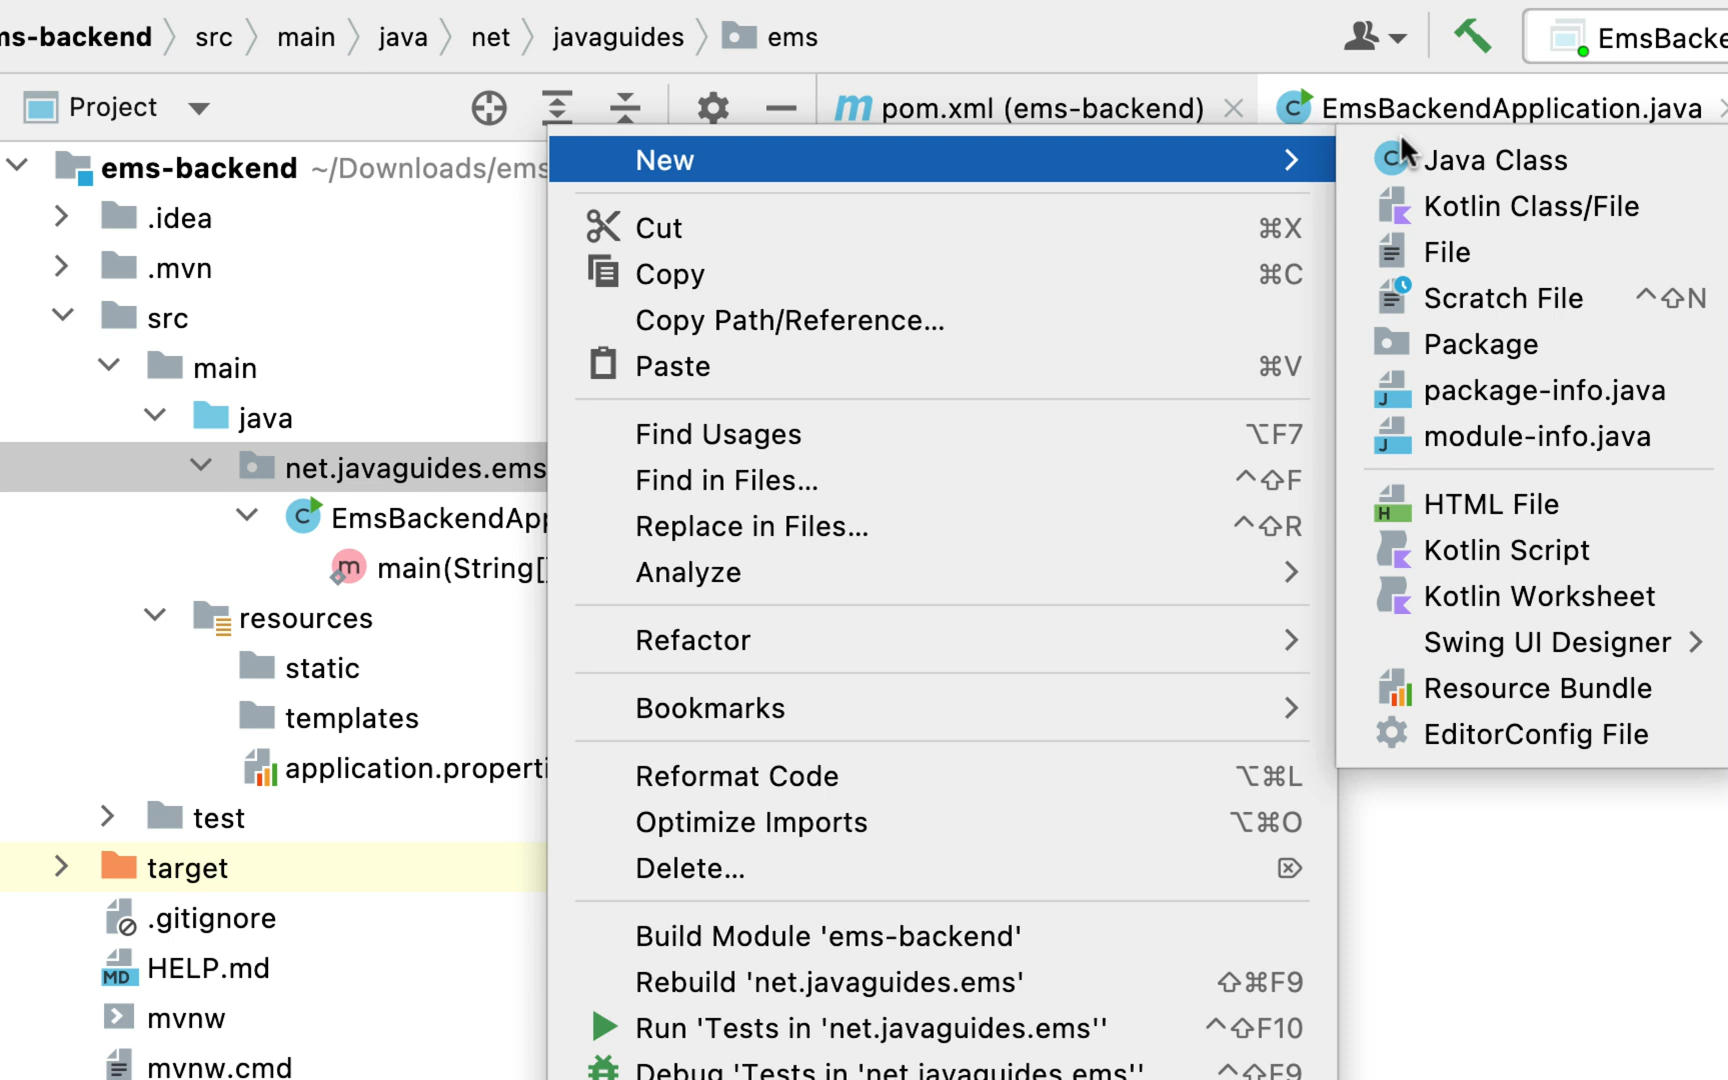 ms-backend src main java net javaguides ems
EmsBacke
Project
pom.xml (ems-backend)
EmsBackendApplication.java
ems-backend ~/Downloads/ems
.idea
.mvn
src
main
java
net.javaguides.ems
EmsBackendApp
main(String[]
resources
static
templates
application.properti
test
target
.gitignore
HELP.md
mvnw
mvnw.cmd
New
Cut ⌘X
Copy ⌘C
Copy Path/Reference...
Paste ⌘V
Find Usages ⌥F7
Find in Files... ^⇧F
Replace in Files... ^⇧R
Analyze
Refactor
Bookmarks
Reformat Code ⌥⌘L
Optimize Imports ⌥⌘O
Delete... ⌦
Build Module 'ems-backend'
Rebuild 'net.javaguides.ems' ⇧⌘F9
Run 'Tests in 'net.javaguides.ems'' ^⇧F10
Debug 'Tests in 'net.javaguides.ems'' ^⇧F9
Java Class
Kotlin Class/File
File
Scratch File ^⇧N
Package
package-info.java
module-info.java
HTML File
Kotlin Script
Kotlin Worksheet
Swing UI Designer
Resource Bundle
EditorConfig File